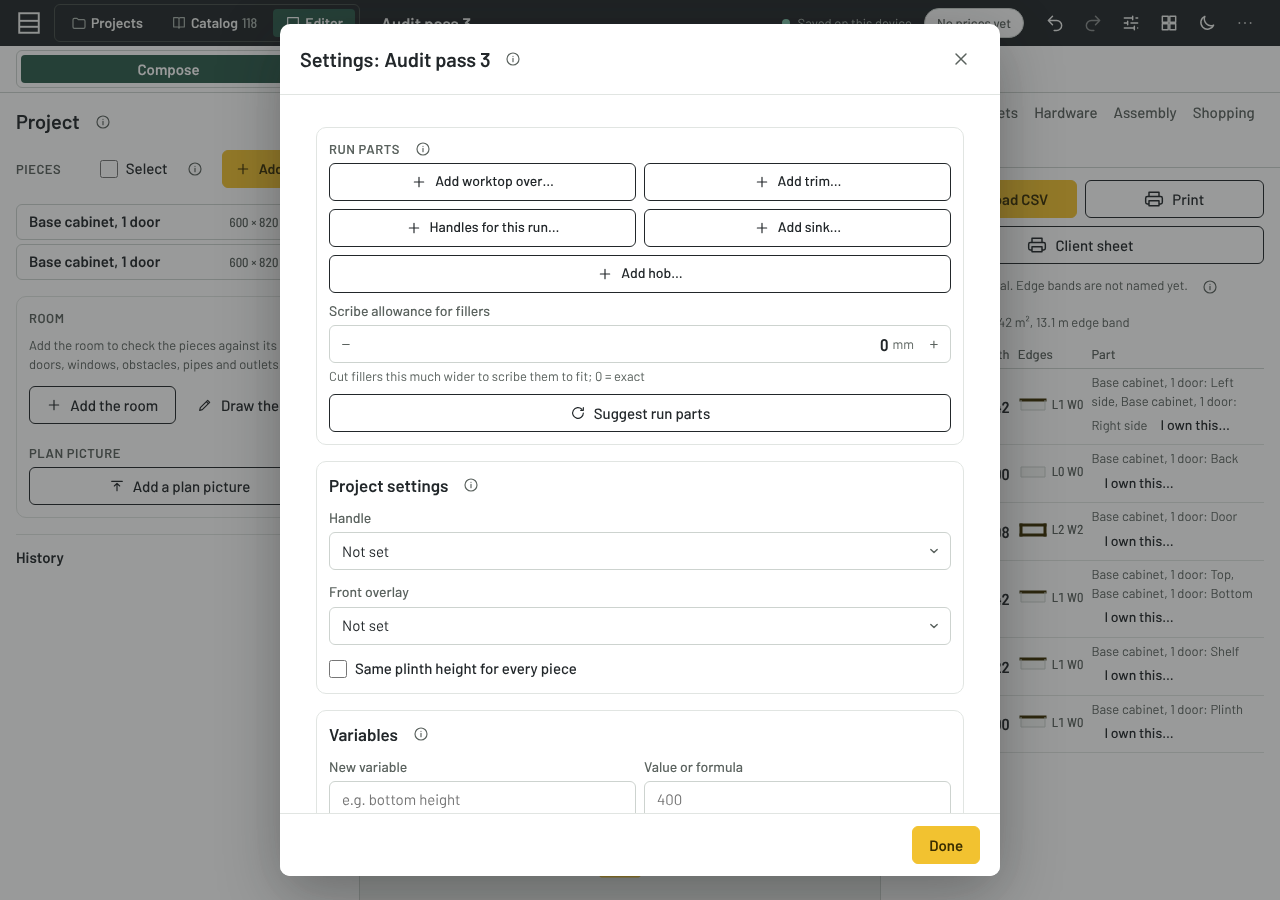 Projects
Catalog 118
Editor
Audit pass 3
Saved on this device
No prices yet
Compose
Project
PIECES
Select
Add
Base cabinet, 1 door
600 × 820
Base cabinet, 1 door
600 × 820
ROOM
Add the room to check the pieces against its
doors, windows, obstacles, pipes and outlets
Add the room
Draw the
PLAN PICTURE
Add a plan picture
History
Settings: Audit pass 3
RUN PARTS
Add worktop over...
Add trim...
Handles for this run...
Add sink...
Add hob...
Scribe allowance for fillers
− 0 mm +
Cut fillers this much wider to scribe them to fit; 0 = exact
Suggest run parts
Project settings
Handle
Not set
Front overlay
Not set
Same plinth height for every piece
Variables
New variable
Value or formula
e.g. bottom height
400
Done
Hardware
Assembly
Shopping
CSV
Print
Client sheet
Edge bands are not named yet.
42 m², 13.1 m edge band
Edges
Part
L1 W0
Base cabinet, 1 door: Left
side, Base cabinet, 1 door:
Right side
I own this...
L0 W0
Base cabinet, 1 door: Back
I own this...
L2 W2
Base cabinet, 1 door: Door
I own this...
L1 W0
Base cabinet, 1 door: Top,
Base cabinet, 1 door: Bottom
I own this...
L1 W0
Base cabinet, 1 door: Shelf
I own this...
L1 W0
Base cabinet, 1 door: Plinth
I own this...